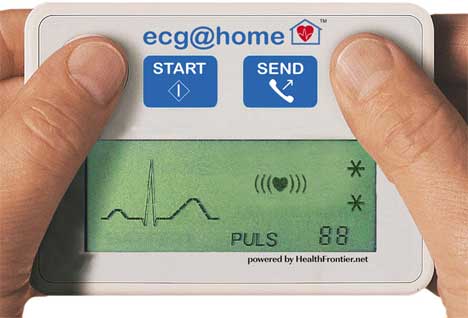 ecg@home ™
START SEND
* 
*
PULS 88
powered by HealthFrontier.net